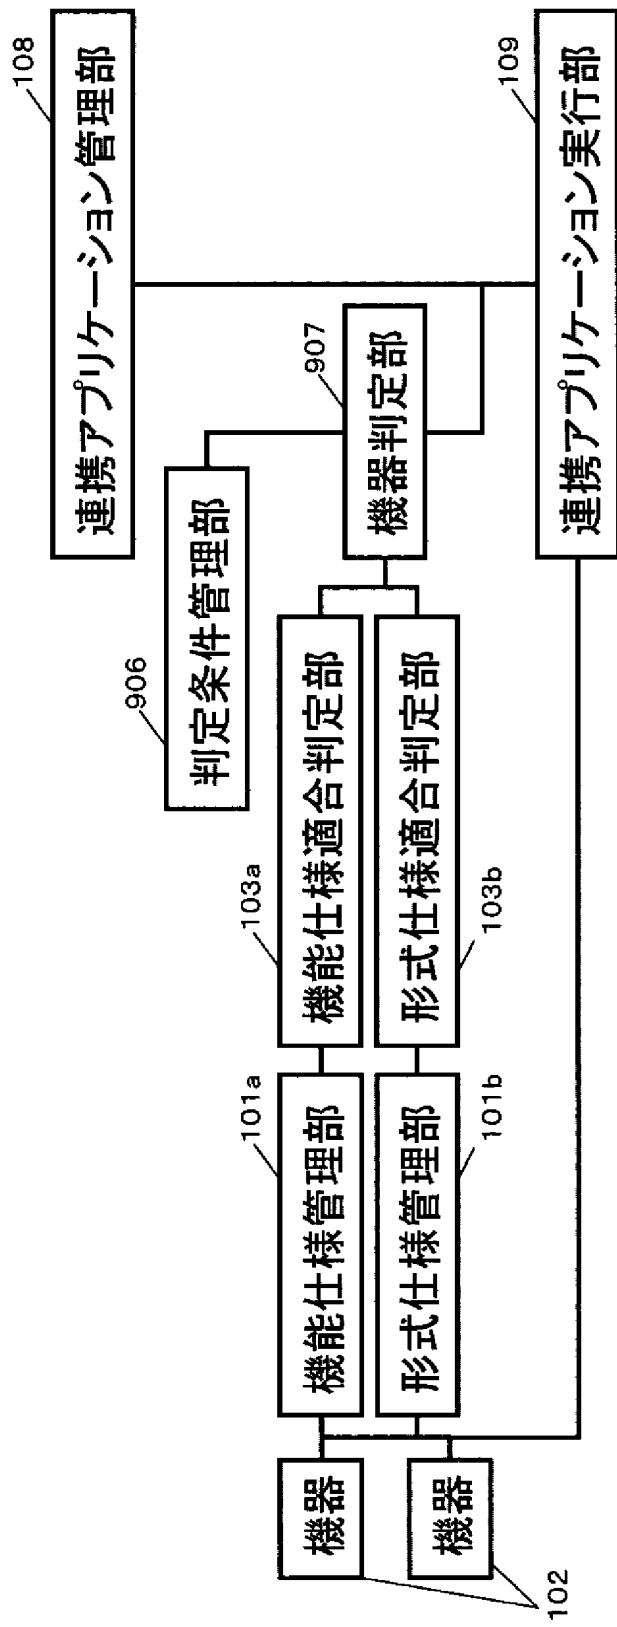 108
連携アプリケーション管理部
906
判定条件管理部
907
機器判定部
機器
機器
102
101a
機能仕様管理部
103a
機能仕様適合判定部
形式仕様管理部
101b
形式仕様適合判定部
103b
109
連携アプリケーション実行部